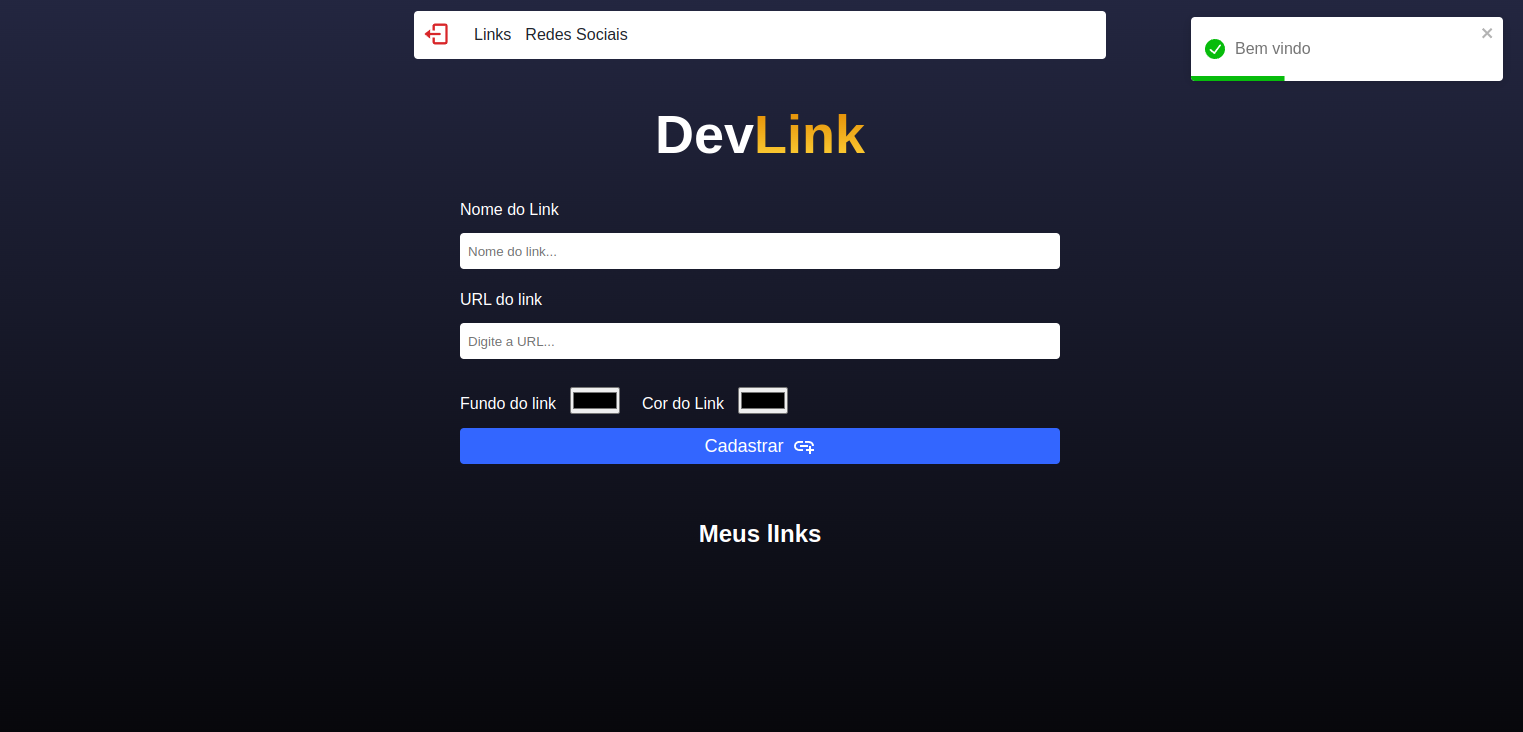 Links Redes Sociais
Bem vindo
DevLink
Nome do Link
Nome do link...
URL do link
Digite a URL...
Fundo do link Cor do Link
Cadastrar
Meus lInks